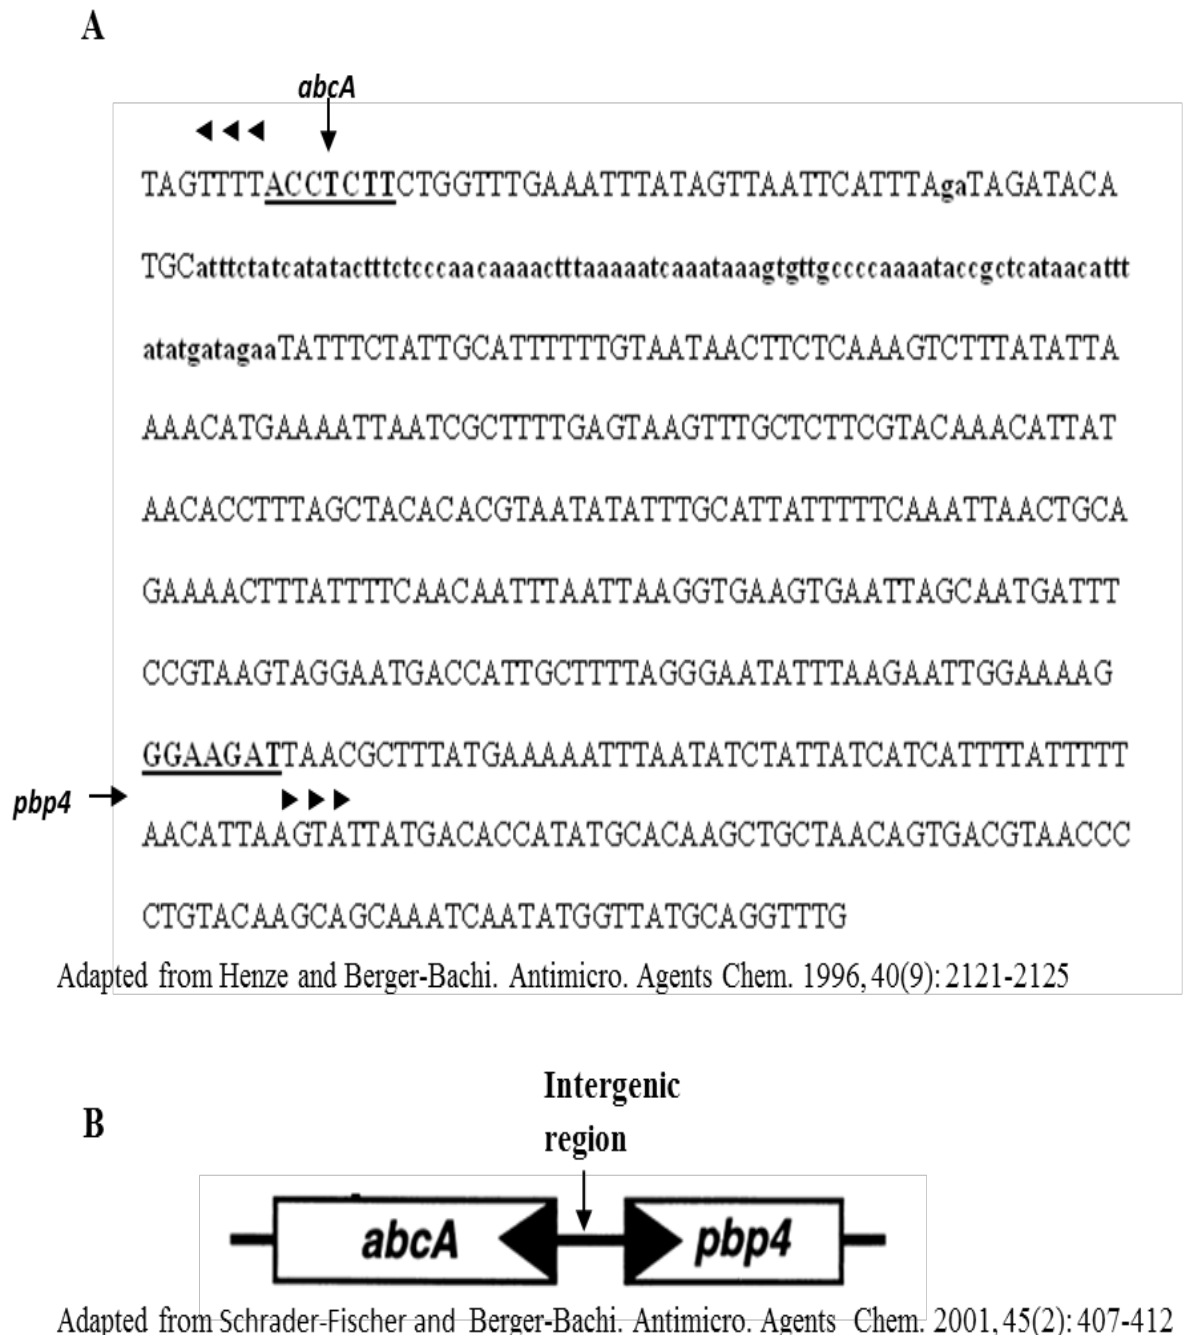 A
abcA
TAGTTTTACCTCTTCTGGTTTGAAATTTATAGTTAATTCATTTAgaTAGATACA
TGCatttctatcatatactttctcccaacaaaactttaaaaatcaaataaagtgttgccccaaaataccgctcataacattt
atatgatagaaTATTTCTATTGCATTTTTTGTAATAACTTCTCAAAGTCTTTATATTA
AAACATGAAAATTAATCGCTTTTGAGTAAGTTTGCTCTTCGTACAAACATTAT
AACACCTTTAGCTACACACGTAATATATTTGCATTATTTTTCAAATTAACTGCA
GAAAACTTTATTTTCAACAATTTAATTAAGGTGAAGTGAATTAGCAATGATTT
CCGTAAGTAGGAATGACCATTGCTTTTAGGGAATATTTAAGAATTGGAAAAG
GGAAGATTAACGCTTTATGAAAAATTTAATATCTATTATCATCATTTTATTTTT
pbp4
AACATTAAGTATTATGACACCATATGCACAAGCTGCTAACAGTGACGTAACCC
CTGTACAAGCAGCAAATCAATATGGTTATGCAGGTTTG
Adapted from Henze and Berger-Bachi. Antimicro. Agents Chem. 1996, 40(9): 2121-2125
Intergenic
region
B
abcA
pbp4
Adapted from Schrader-Fischer and Berger-Bachi. Antimicro. Agents Chem. 2001, 45(2): 407-412